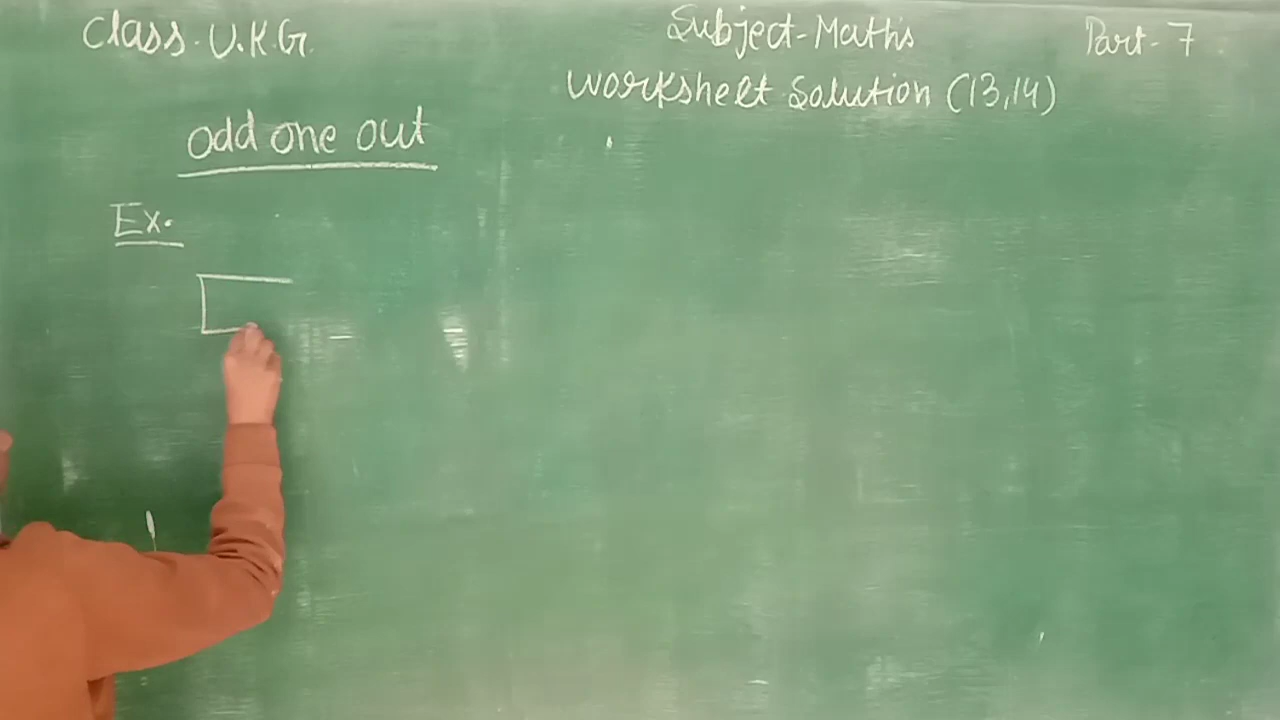 Class- U.K.G. Subject-Maths Part-7
Worksheet Solution (13,14)
odd one out
Ex.